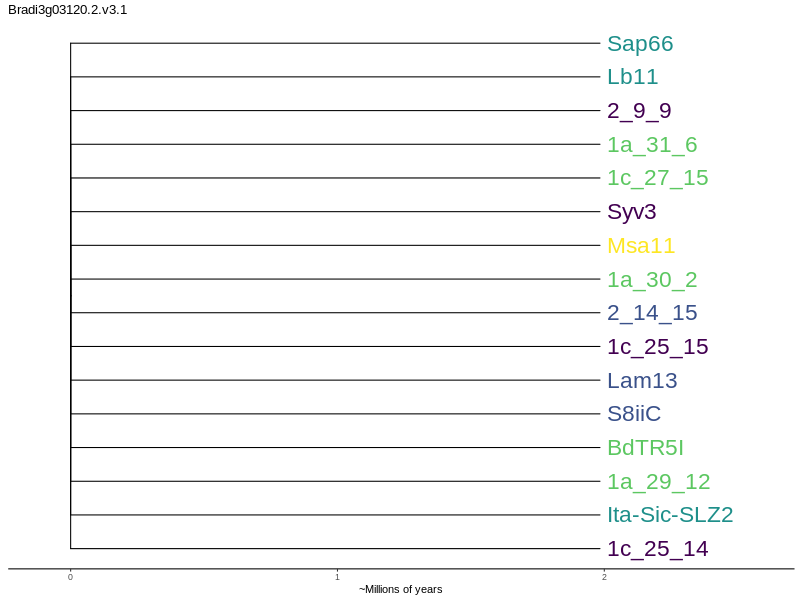 Bradi3g03120.2.v3.1
Sap66
Lb11
2_9_9
1a_31_6
1c_27_15
Syv3
Msa11
1a_30_2
2_14_15
1c_25_15
Lam13
S8iiC
BdTR5I
1a_29_12
Ita-Sic-SLZ2
1c_25_14
0 1 2
~Millions of years